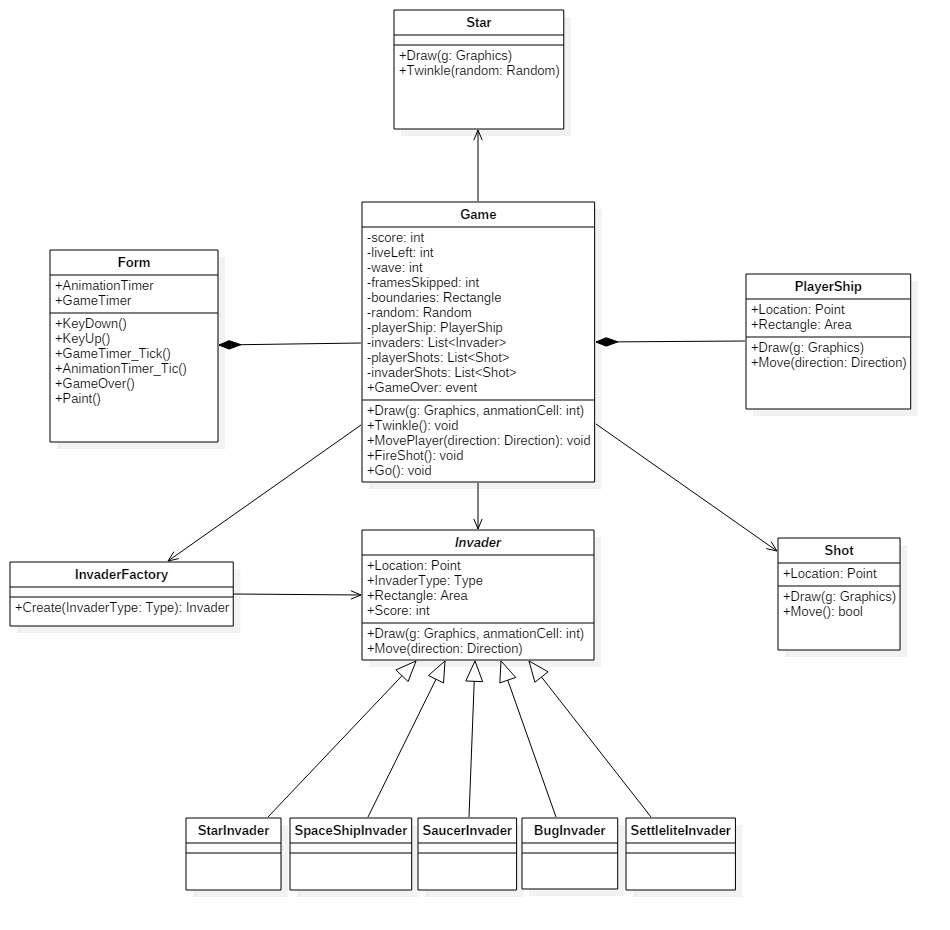 Star
+Draw(g: Graphics)
+Twinkle(random: Random)
Game
-score: int
-liveLeft: int
-wave: int
-framesSkipped: int
-boundaries: Rectangle
-random: Random
-playerShip: PlayerShip
-invaders: List<Invader>
-playerShots: List<Shot>
-invaderShots: List<Shot>
+GameOver: event
+Draw(g: Graphics, anmationCell: int)
+Twinkle(): void
+MovePlayer(direction: Direction): void
+FireShot(): void
+Go(): void
Form
+AnimationTimer
+GameTimer
+KeyDown()
+KeyUp()
+GameTimer_Tick()
+AnimationTimer_Tic()
+GameOver()
+Paint()
PlayerShip
+Location: Point
+Rectangle: Area
+Draw(g: Graphics)
+Move(direction: Direction)
InvaderFactory
+Create(InvaderType: Type): Invader
Invader
+Location: Point
+InvaderType: Type
+Rectangle: Area
+Score: int
+Draw(g: Graphics, anmationCell: int)
+Move(direction: Direction)
Shot
+Location: Point
+Draw(g: Graphics)
+Move(): bool
StarInvader
SpaceShipInvader
SaucerInvader
BugInvader
SettleliteInvader